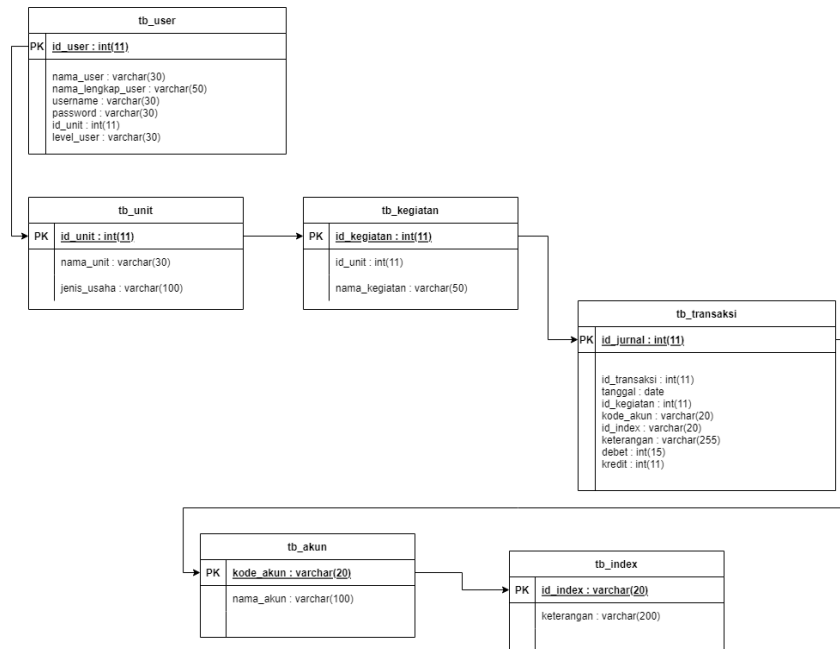 tb_user
PK id_user : int(11)
nama_user : varchar(30)
nama_lengkap_user : varchar(50)
username : varchar(30)
password : varchar(30)
id_unit : int(11)
level_user : varchar(30)
tb_unit
PK id_unit : int(11)
nama_unit : varchar(30)
jenis_usaha : varchar(100)
tb_kegiatan
PK id_kegiatan : int(11)
id_unit : int(11)
nama_kegiatan : varchar(50)
tb_transaksi
PK id_jurnal : int(11)
id_transaksi : int(11)
tanggal : date
id_kegiatan : int(11)
kode_akun : varchar(20)
id_index : varchar(20)
keterangan : varchar(255)
debet : int(15)
kredit : int(11)
tb_akun
PK kode_akun : varchar(20)
nama_akun : varchar(100)
tb_index
PK id_index : varchar(20)
keterangan : varchar(200)